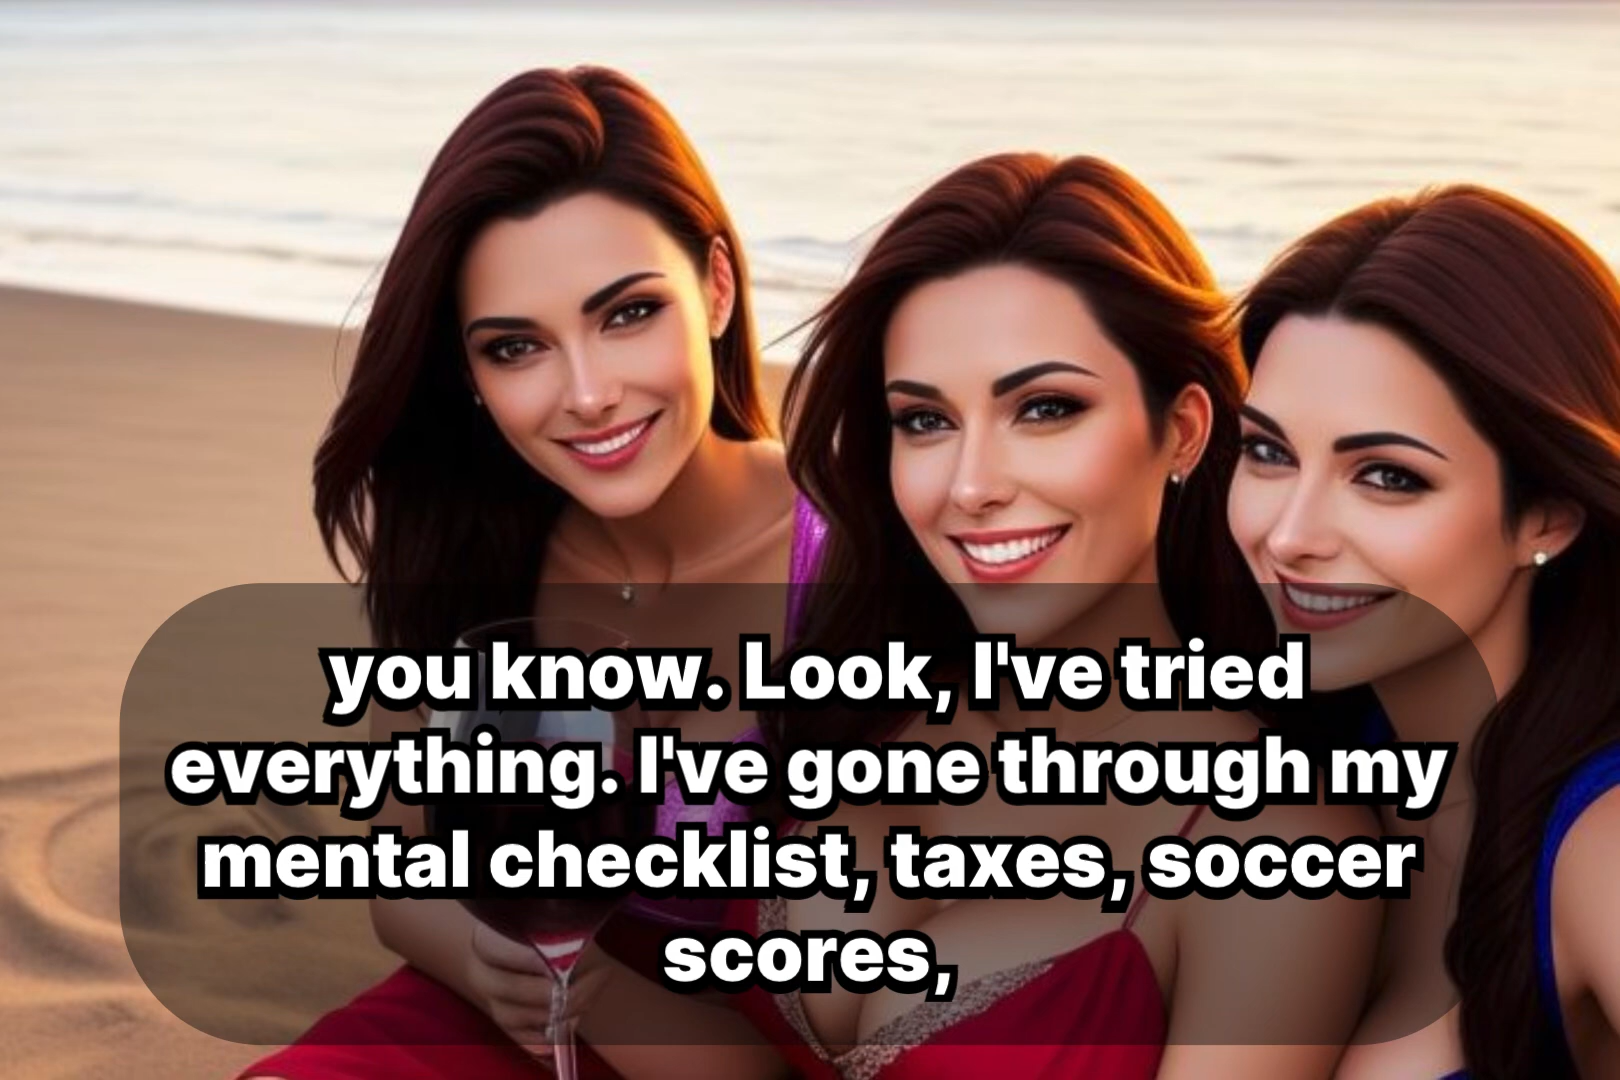 you know. Look, I've tried
everything. I've gone through my
mental checklist, taxes, soccer
scores,